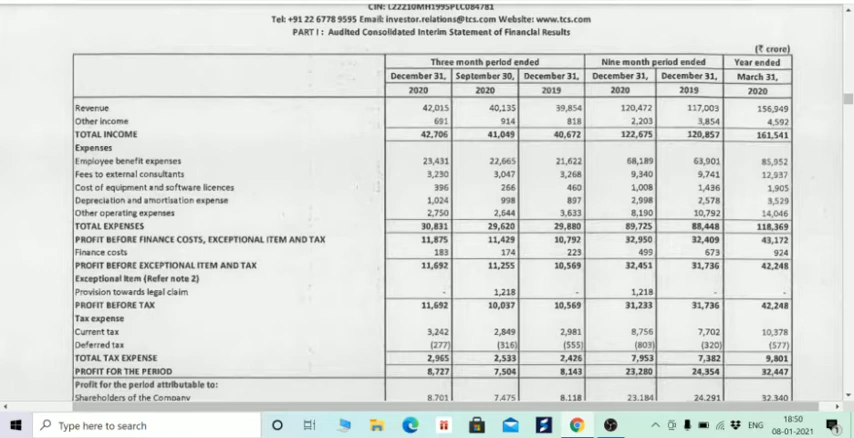 CIN: L22210MH1995PLC084781
Tel: +91 22 6778 9595 Email: investor.relations@tcs.com Website: www.tcs.com
PART I : Audited Consolidated Interim Statement of Financial Results
(₹ crore)
Three month period ended Nine month period ended Year ended
December 31, September 30, December 31, December 31, December 31, March 31,
2020 2020 2019 2020 2019 2020
Revenue 42,015 40,135 39,854 120,472 117,003 156,949
Other income 691 914 818 2,203 3,854 4,592
TOTAL INCOME 42,706 41,049 40,672 122,675 120,857 161,541
Expenses
Employee benefit expenses 23,431 22,665 21,622 68,189 63,901 85,952
Fees to external consultants 3,230 3,047 3,268 9,340 9,741 12,937
Cost of equipment and software licences 396 266 460 1,008 1,436 1,905
Depreciation and amortisation expense 1,024 998 897 2,998 2,578 3,529
Other operating expenses 2,750 2,644 3,633 8,190 10,792 14,046
TOTAL EXPENSES 30,831 29,620 29,880 89,725 88,448 118,369
PROFIT BEFORE FINANCE COSTS, EXCEPTIONAL ITEM AND TAX 11,875 11,429 10,792 32,950 32,409 43,172
Finance costs 183 174 223 499 673 924
PROFIT BEFORE EXCEPTIONAL ITEM AND TAX 11,692 11,255 10,569 32,451 31,736 42,248
Exceptional item (Refer note 2)
Provision towards legal claim - 1,218 - 1,218 - -
PROFIT BEFORE TAX 11,692 10,037 10,569 31,233 31,736 42,248
Tax expense
Current tax 3,242 2,849 2,981 8,756 7,702 10,378
Deferred tax (277) (316) (555) (803) (320) (577)
TOTAL TAX EXPENSE 2,965 2,533 2,426 7,953 7,382 9,801
PROFIT FOR THE PERIOD 8,727 7,504 8,143 23,280 24,354 32,447
Profit for the period attributable to:
Shareholders of the Company 8,701 7,475 8,118 23,184 24,291 32,340
Type here to search
ENG
18:50
08-01-2021